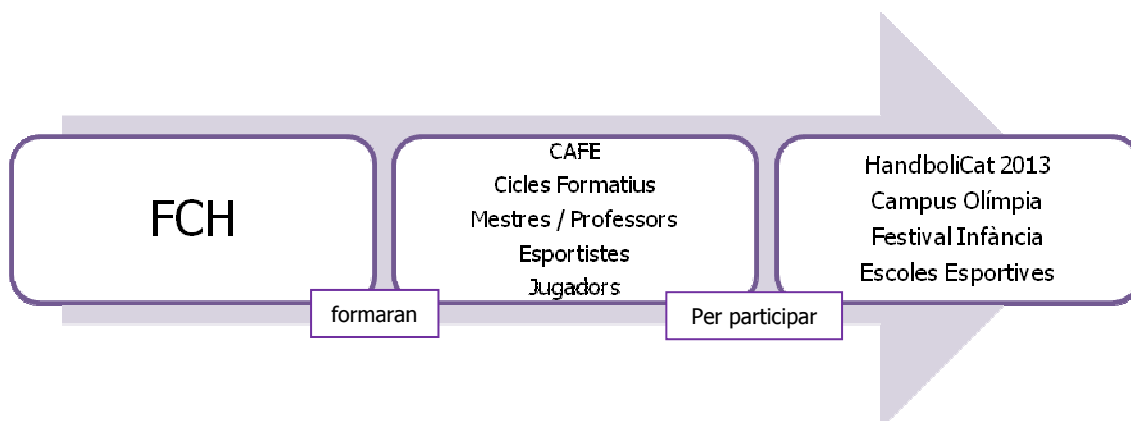 FCH
formaran
CAFE
Cicles Formatius
Mestres / Professors
Esportistes
Jugadors
Per participar
HandboliCat 2013
Campus Olímpia
Festival Infància
Escoles Esportives